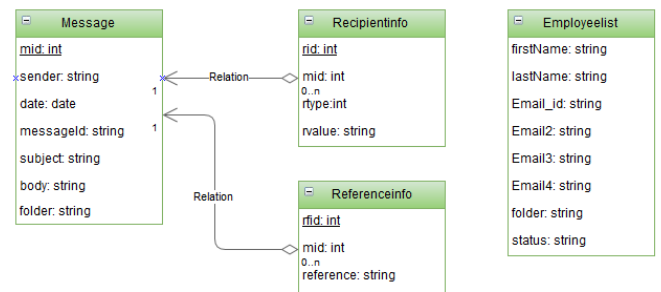 Message
mid: int
sender: string
date: date
messageId: string
subject: string
body: string
folder: string
1
1
Relation
Relation
Recipientinfo
rid: int
mid: int
0..n
rtype:int
rvalue: string
Referenceinfo
rfid: int
mid: int
0..n
reference: string
Employeelist
firstName: string
lastName: string
Email_id: string
Email2: string
Email3: string
Email4: string
folder: string
status: string